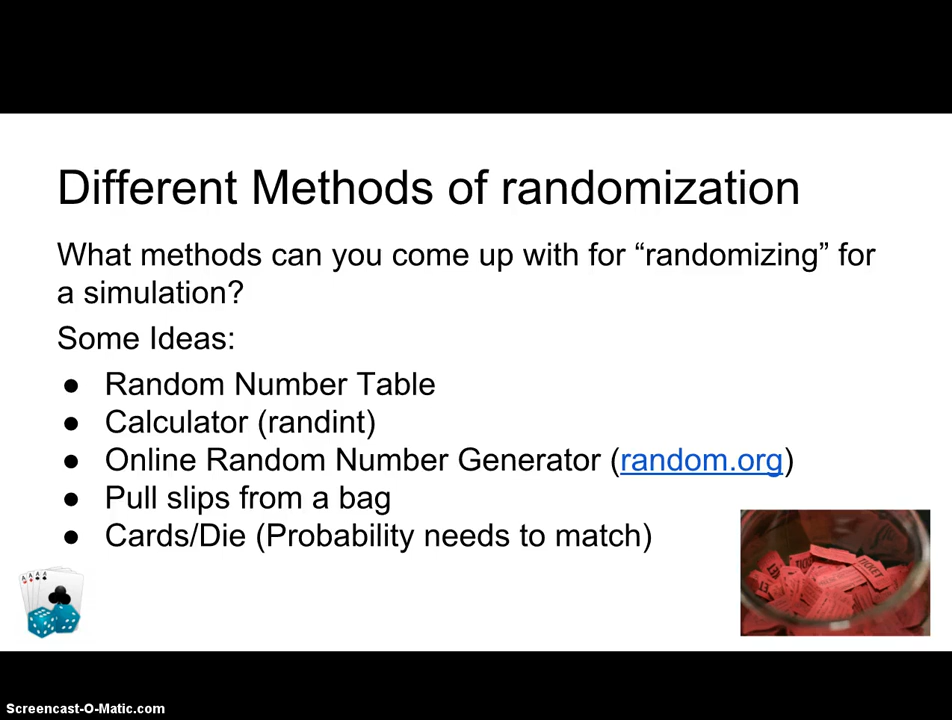 Different Methods of randomization
What methods can you come up with for “randomizing” for
a simulation?
Some Ideas:
● Random Number Table
● Calculator (randint)
● Online Random Number Generator (random.org)
● Pull slips from a bag
● Cards/Die (Probability needs to match)
TICKET
Screencast-O-Matic.com